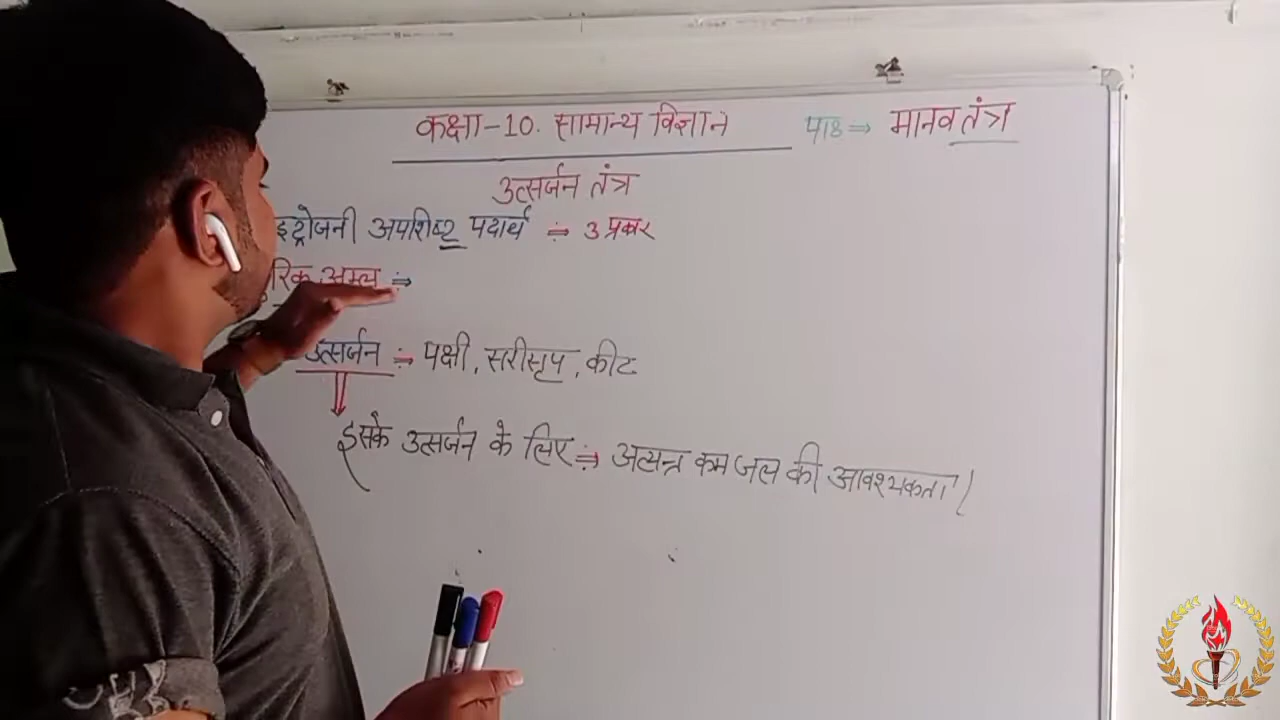 कक्षा-10. सामान्य विज्ञान पाठ ⇒ मानव तंत्र
उत्सर्जन तंत्र
इट्रोजनी अपशिष्ट पदार्थ ⇒ 3 प्रकार
रिक अम्ल ⇒
उत्सर्जन ⇒ पक्षी, सरीसृप, कीट
इसके उत्सर्जन के लिए ⇒ अत्यन्त कम जल की आवश्यकता।